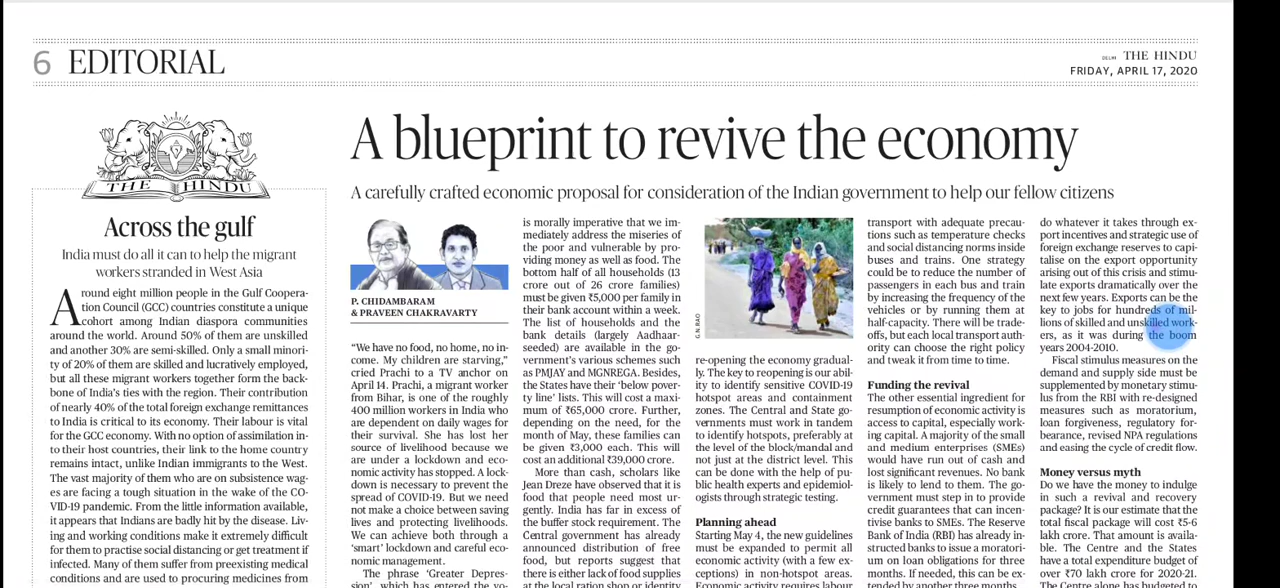 6 EDITORIAL
DELHI THE HINDU
FRIDAY, APRIL 17, 2020
THE HINDU
Across the gulf
India must do all it can to help the migrant
workers stranded in West Asia
Around eight million people in the Gulf Coopera-
tion Council (GCC) countries constitute a unique
cohort among Indian diaspora communities
around the world. Around 50% of them are unskilled
and another 30% are semi-skilled. Only a small minori-
ty of 20% of them are skilled and lucratively employed,
but all these migrant workers together form the back-
bone of India's ties with the region. Their contribution
of nearly 40% of the total foreign exchange remittances
to India is critical to its economy. Their labour is vital
for the GCC economy. With no option of assimilation in-
to their host countries, their link to the home country
remains intact, unlike Indian immigrants to the West.
The vast majority of them who are on subsistence wag-
es are facing a tough situation in the wake of the CO-
VID-19 pandemic. From the little information available,
it appears that Indians are badly hit by the disease. Liv-
ing and working conditions make it extremely difficult
for them to practise social distancing or get treatment if
infected. Many of them suffer from preexisting medical
conditions and are used to procuring medicines from
A blueprint to revive the economy
A carefully crafted economic proposal for consideration of the Indian government to help our fellow citizens
P. CHIDAMBARAM
& PRAVEEN CHAKRAVARTY
“We have no food, no home, no in-
come. My children are starving,”
cried Prachi to a TV anchor on
April 14. Prachi, a migrant worker
from Bihar, is one of the roughly
400 million workers in India who
are dependent on daily wages for
their survival. She has lost her
source of livelihood because we
are under a lockdown and eco-
nomic activity has stopped. A lock-
down is necessary to prevent the
spread of COVID-19. But we need
not make a choice between saving
lives and protecting livelihoods.
We can achieve both through a
‘smart’ lockdown and careful eco-
nomic management.
The phrase ‘Greater Depres-
sion’, which has entered the vo-
is morally imperative that we im-
mediately address the miseries of
the poor and vulnerable by pro-
viding money as well as food. The
bottom half of all households (13
crore out of 26 crore families)
must be given ₹5,000 per family in
their bank account within a week.
The list of households and the
bank details (largely Aadhaar-
seeded) are available in the go-
vernment's various schemes such
as PMJAY and MGNREGA. Besides,
the States have their ‘below pover-
ty line’ lists. This will cost a maxi-
mum of ₹65,000 crore. Further,
depending on the need, for the
month of May, these families can
be given ₹3,000 each. This will
cost an additional ₹39,000 crore.
More than cash, scholars like
Jean Dreze have observed that it is
food that people need most ur-
gently. India has far in excess of
the buffer stock requirement. The
Central government has already
announced distribution of free
food, but reports suggest that
there is either lack of food supplies
at the local ration shop or identity
G.N. RAO
re-opening the economy gradual-
ly. The key to reopening is our abil-
ity to identify sensitive COVID-19
hotspot areas and containment
zones. The Central and State go-
vernments must work in tandem
to identify hotspots, preferably at
the level of the block/mandal and
not just at the district level. This
can be done with the help of pu-
blic health experts and epidemiol-
ogists through strategic testing.
Planning ahead
Starting May 4, the new guidelines
must be expanded to permit all
economic activity (with a few ex-
ceptions) in non-hotspot areas.
Economic activity requires labour
transport with adequate precau-
tions such as temperature checks
and social distancing norms inside
buses and trains. One strategy
could be to reduce the number of
passengers in each bus and train
by increasing the frequency of the
vehicles or by running them at
half-capacity. There will be trade-
offs, but each local transport auth-
ority can choose the right policy
and tweak it from time to time.
Funding the revival
The other essential ingredient for
resumption of economic activity is
access to capital, especially work-
ing capital. A majority of the small
and medium enterprises (SMEs)
would have run out of cash and
lost significant revenues. No bank
is likely to lend to them. The go-
vernment must step in to provide
credit guarantees that can incen-
tivise banks to SMEs. The Reserve
Bank of India (RBI) has already in-
structed banks to issue a moratori-
um on loan obligations for three
months. If needed, this can be ex-
tended by another three months.
do whatever it takes through ex-
port incentives and strategic use of
foreign exchange reserves to capi-
talise on the export opportunity
arising out of this crisis and stimu-
late exports dramatically over the
next few years. Exports can be the
key to jobs for hundreds of mil-
lions of skilled and unskilled work-
ers, as it was during the boom
years 2004-2010.
Fiscal stimulus measures on the
demand and supply side must be
supplemented by monetary stimu-
lus from the RBI with re-designed
measures such as moratorium,
loan forgiveness, regulatory for-
bearance, revised NPA regulations
and easing the cycle of credit flow.
Money versus myth
Do we have the money to indulge
in such a revival and recovery
package? It is our estimate that the
total fiscal package will cost ₹5-6
lakh crore. That amount is availa-
ble. The Centre and the States
have a total expenditure budget of
over ₹70 lakh crore for 2020-21.
The Centre alone has budgeted to